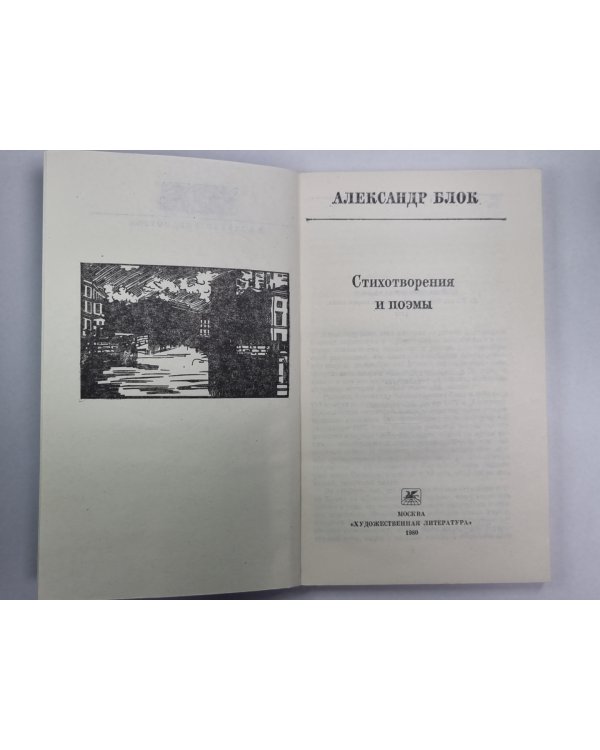 АЛЕКСАНДР БЛОК
Стихотворения
и поэмы
МОСКВА
«ХУДОЖЕСТВЕННАЯ ЛИТЕРАТУРА»
1980